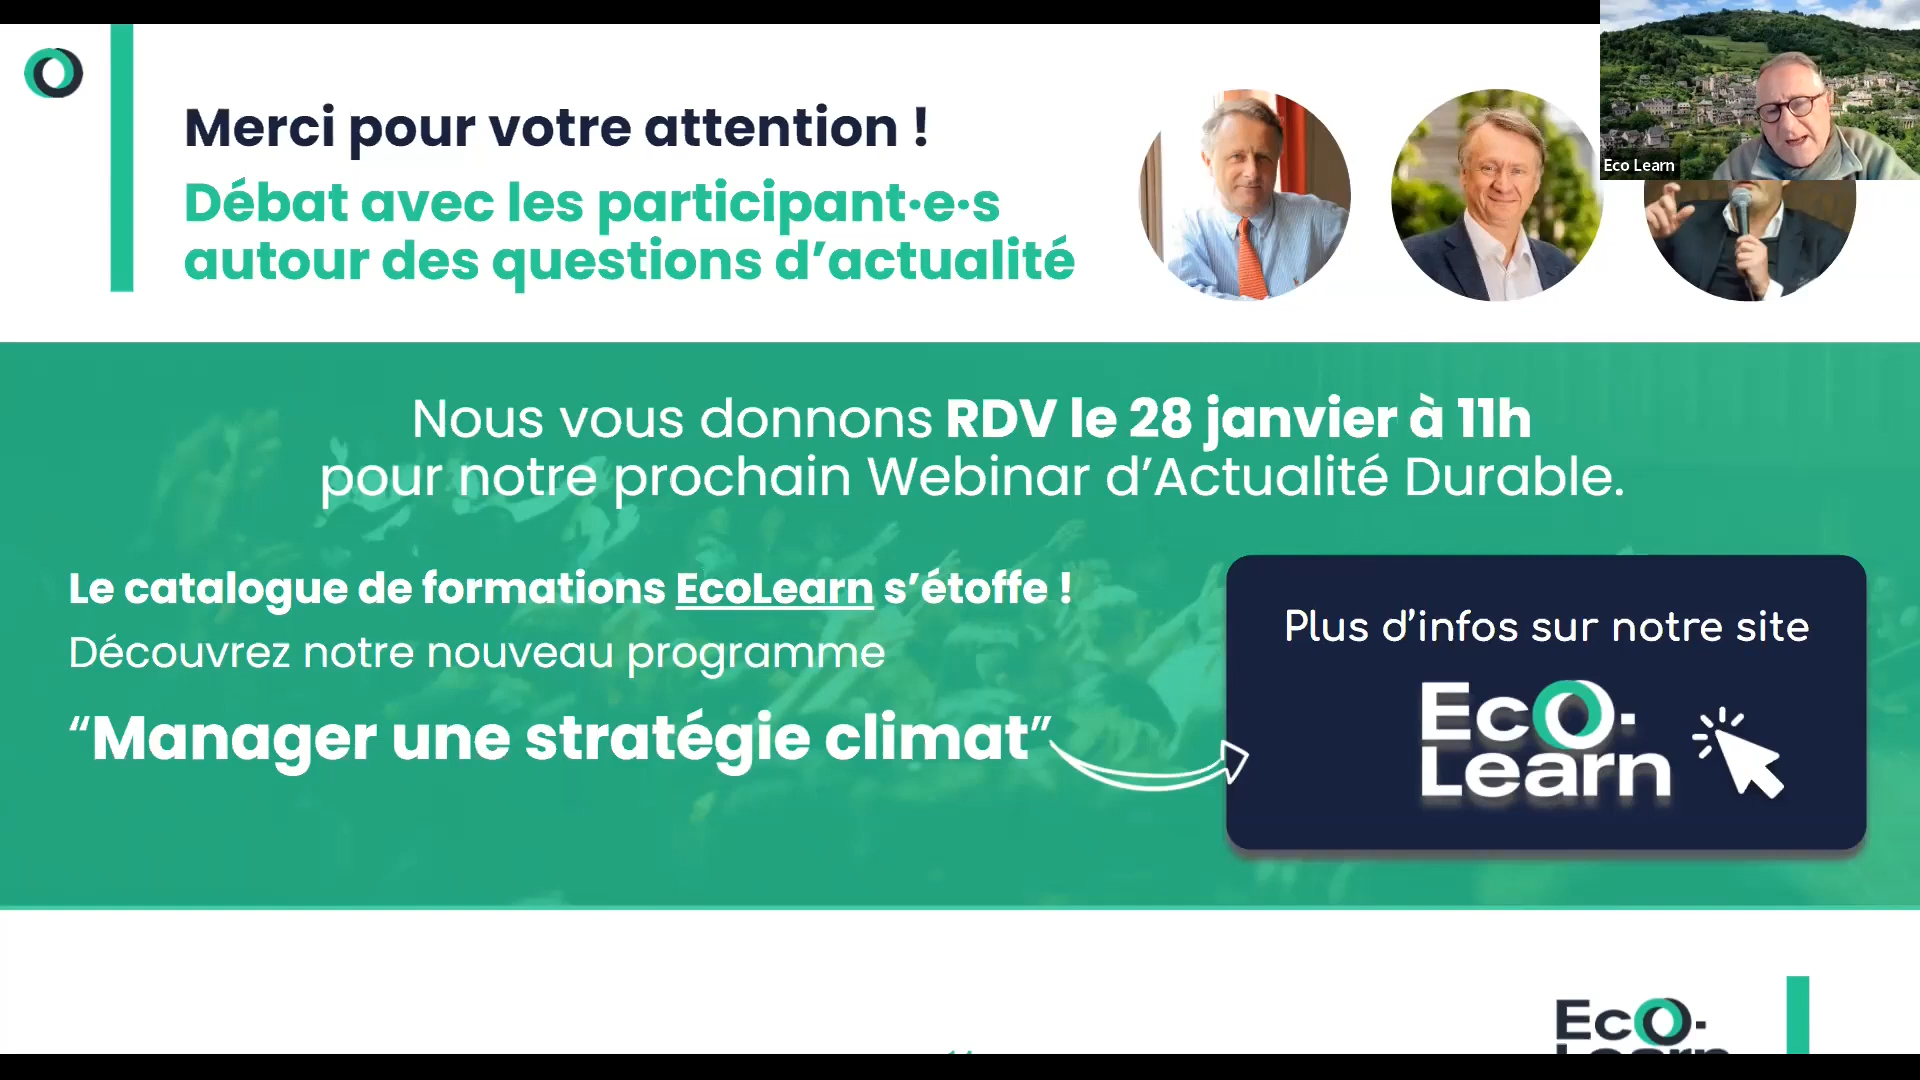 Merci pour votre attention !
Débat avec les participant·e·s
autour des questions d’actualité
Eco Learn
Nous vous donnons RDV le 28 janvier à 11h
pour notre prochain Webinar d’Actualité Durable.
Le catalogue de formations EcoLearn s’étoffe !
Découvrez notre nouveau programme
“Manager une stratégie climat”
Plus d’infos sur notre site
Eco.
Learn
Eco.
Learn